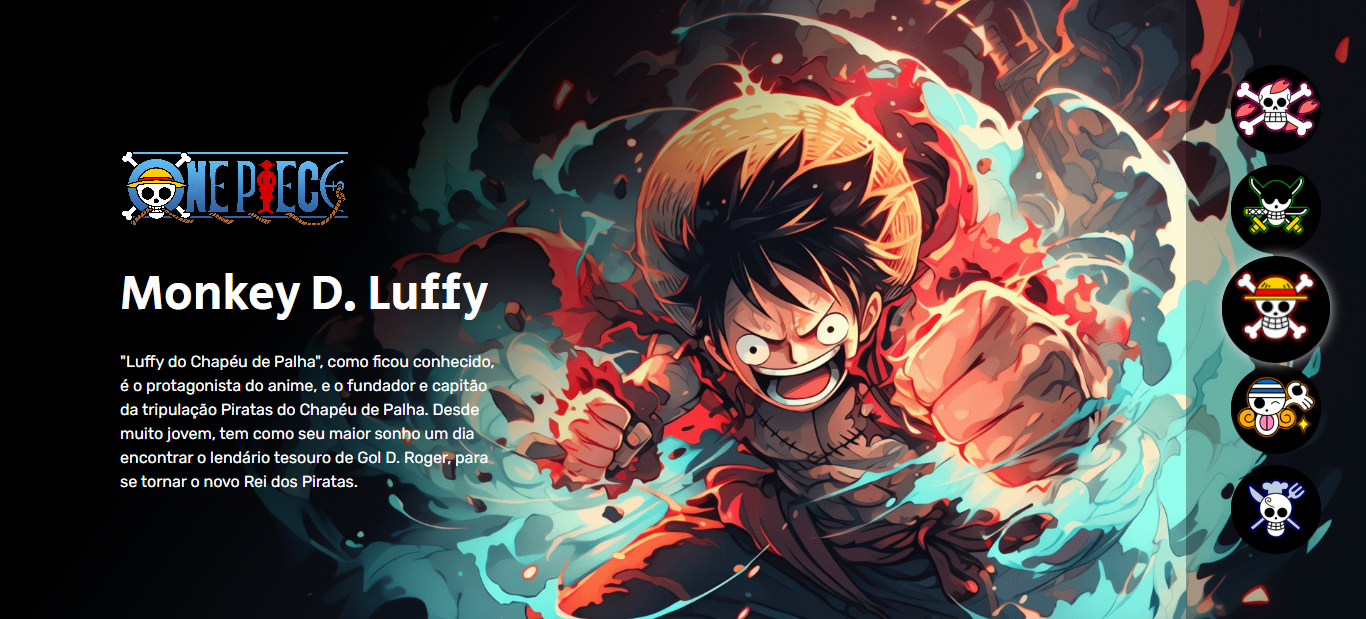 ONE PIECE
Monkey D. Luffy
"Luffy do Chapéu de Palha", como ficou conhecido,
é o protagonista do anime, e o fundador e capitão
da tripulação Piratas do Chapéu de Palha. Desde
muito jovem, tem como seu maior sonho um dia
encontrar o lendário tesouro de Gol D. Roger, para
se tornar o novo Rei dos Piratas.